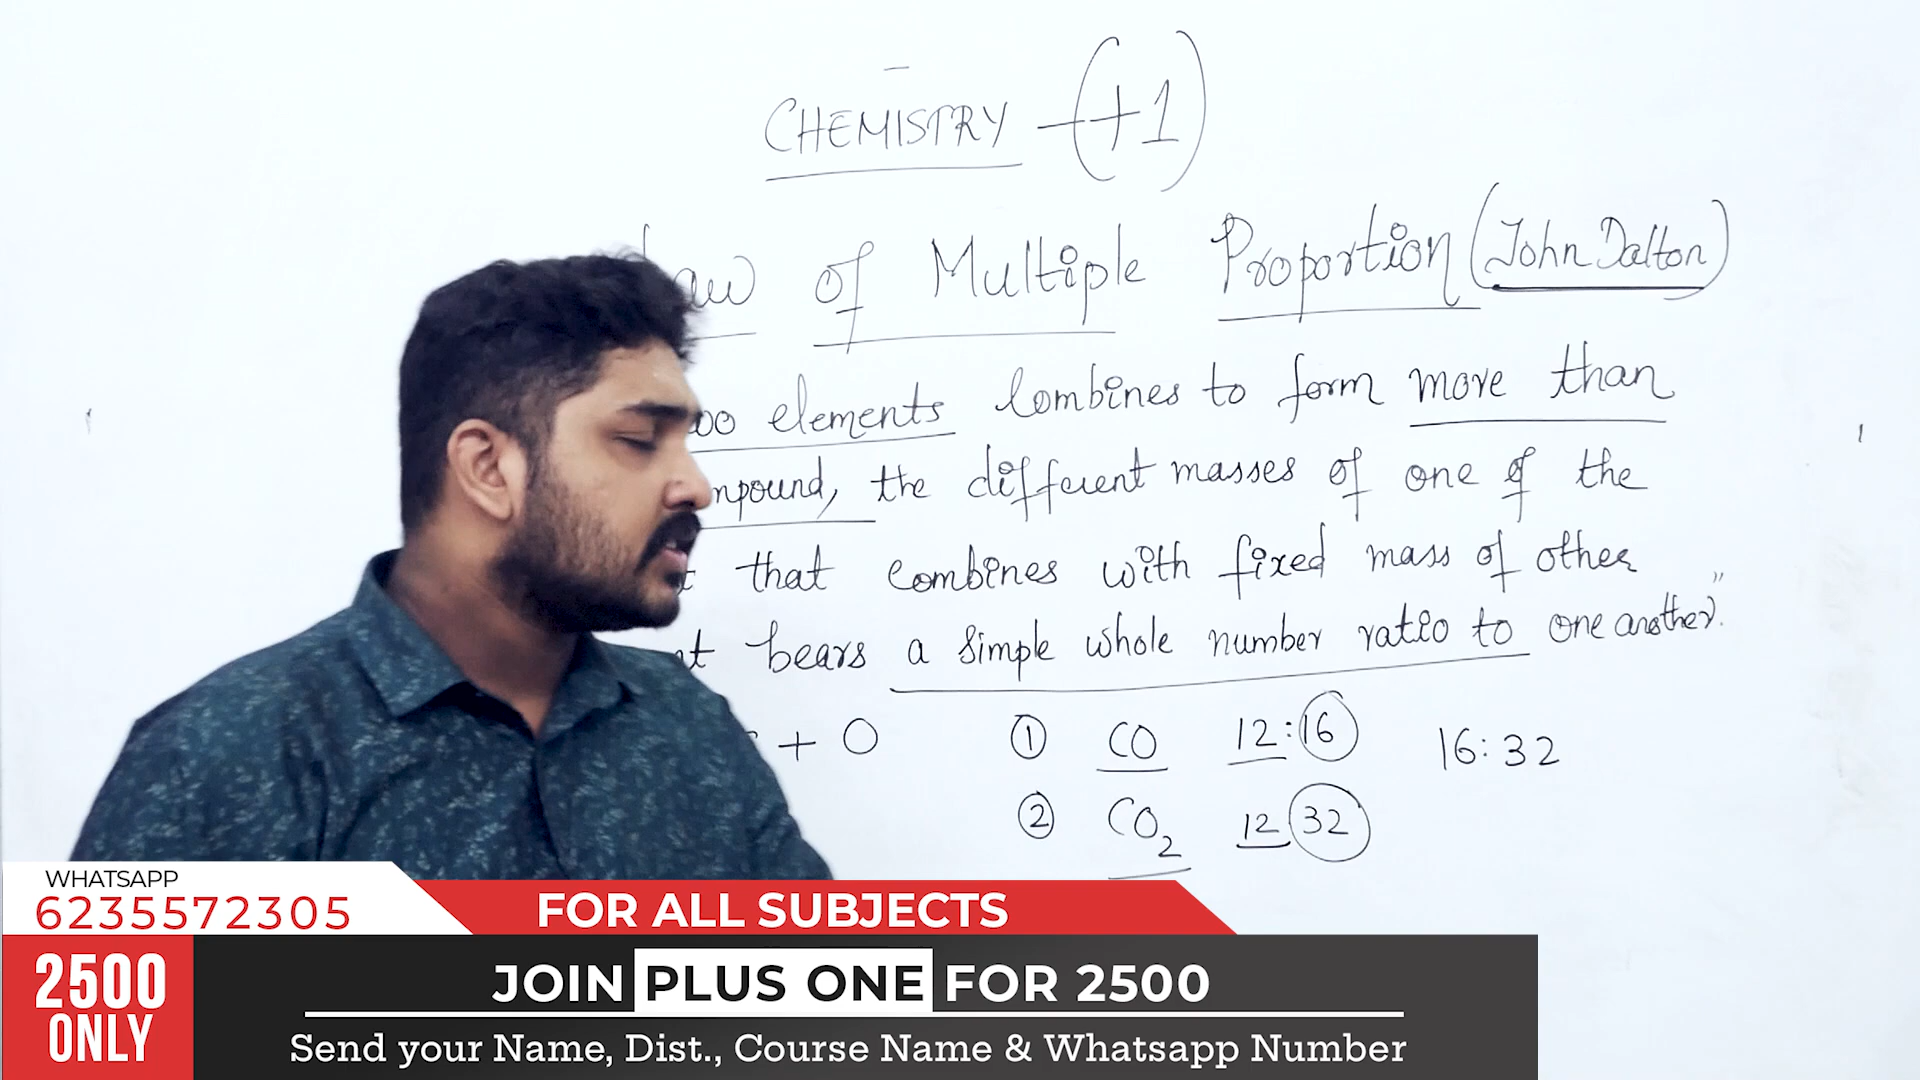 CHEMISTRY - (+1)
Law of Multiple Proportion (John Dalton)
elements Combines to form more than
the different masses of one of the
that combines with fixed mass of other
bears a simple whole number ratio to one another."
+ O ① CO 12:16 16:32
② CO₂ 12 32
WHATSAPP
6235572305
FOR ALL SUBJECTS
2500
ONLY
JOIN PLUS ONE FOR 2500
Send your Name, Dist., Course Name & Whatsapp Number